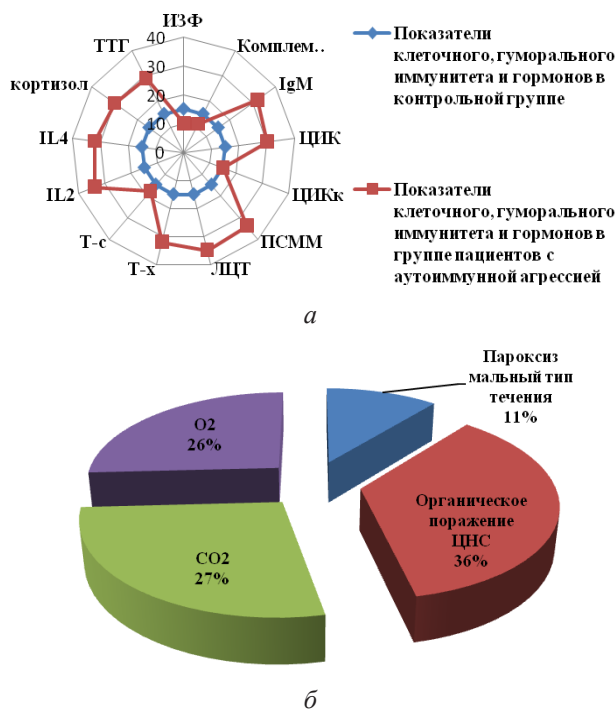 ИЗФ
Комплем..
IgM
ЦИК
ЦИКк
ПСММ
ЛЦТ
Т-х
Т-с
IL2
IL4
кортизол
ТТГ
40
30
20
10
0
Показатели
клеточного, гуморального
иммунитета и гормонов в
контрольной группе
Показатели
клеточного, гуморального
иммунитета и гормонов в
группе пациентов с
аутоиммунной агрессией
а
Пароксиз
мальный тип
течения
11%
Органическое
поражение
ЦНС
36%
СО2
27%
О2
26%
б